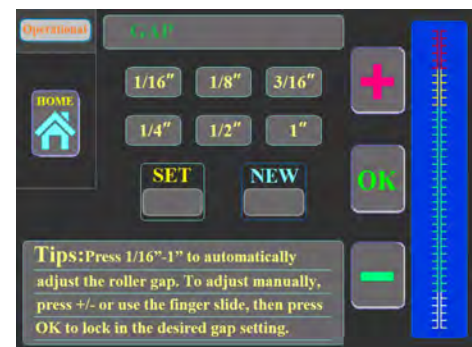 Operational
GAP
HOME
1/16" 1/8" 3/16"
1/4" 1/2" 1"
SET NEW
+
OK
−
Tips:Press 1/16"-1" to automatically
adjust the roller gap. To adjust manually,
press +/- or use the finger slide, then press
OK to lock in the desired gap setting.